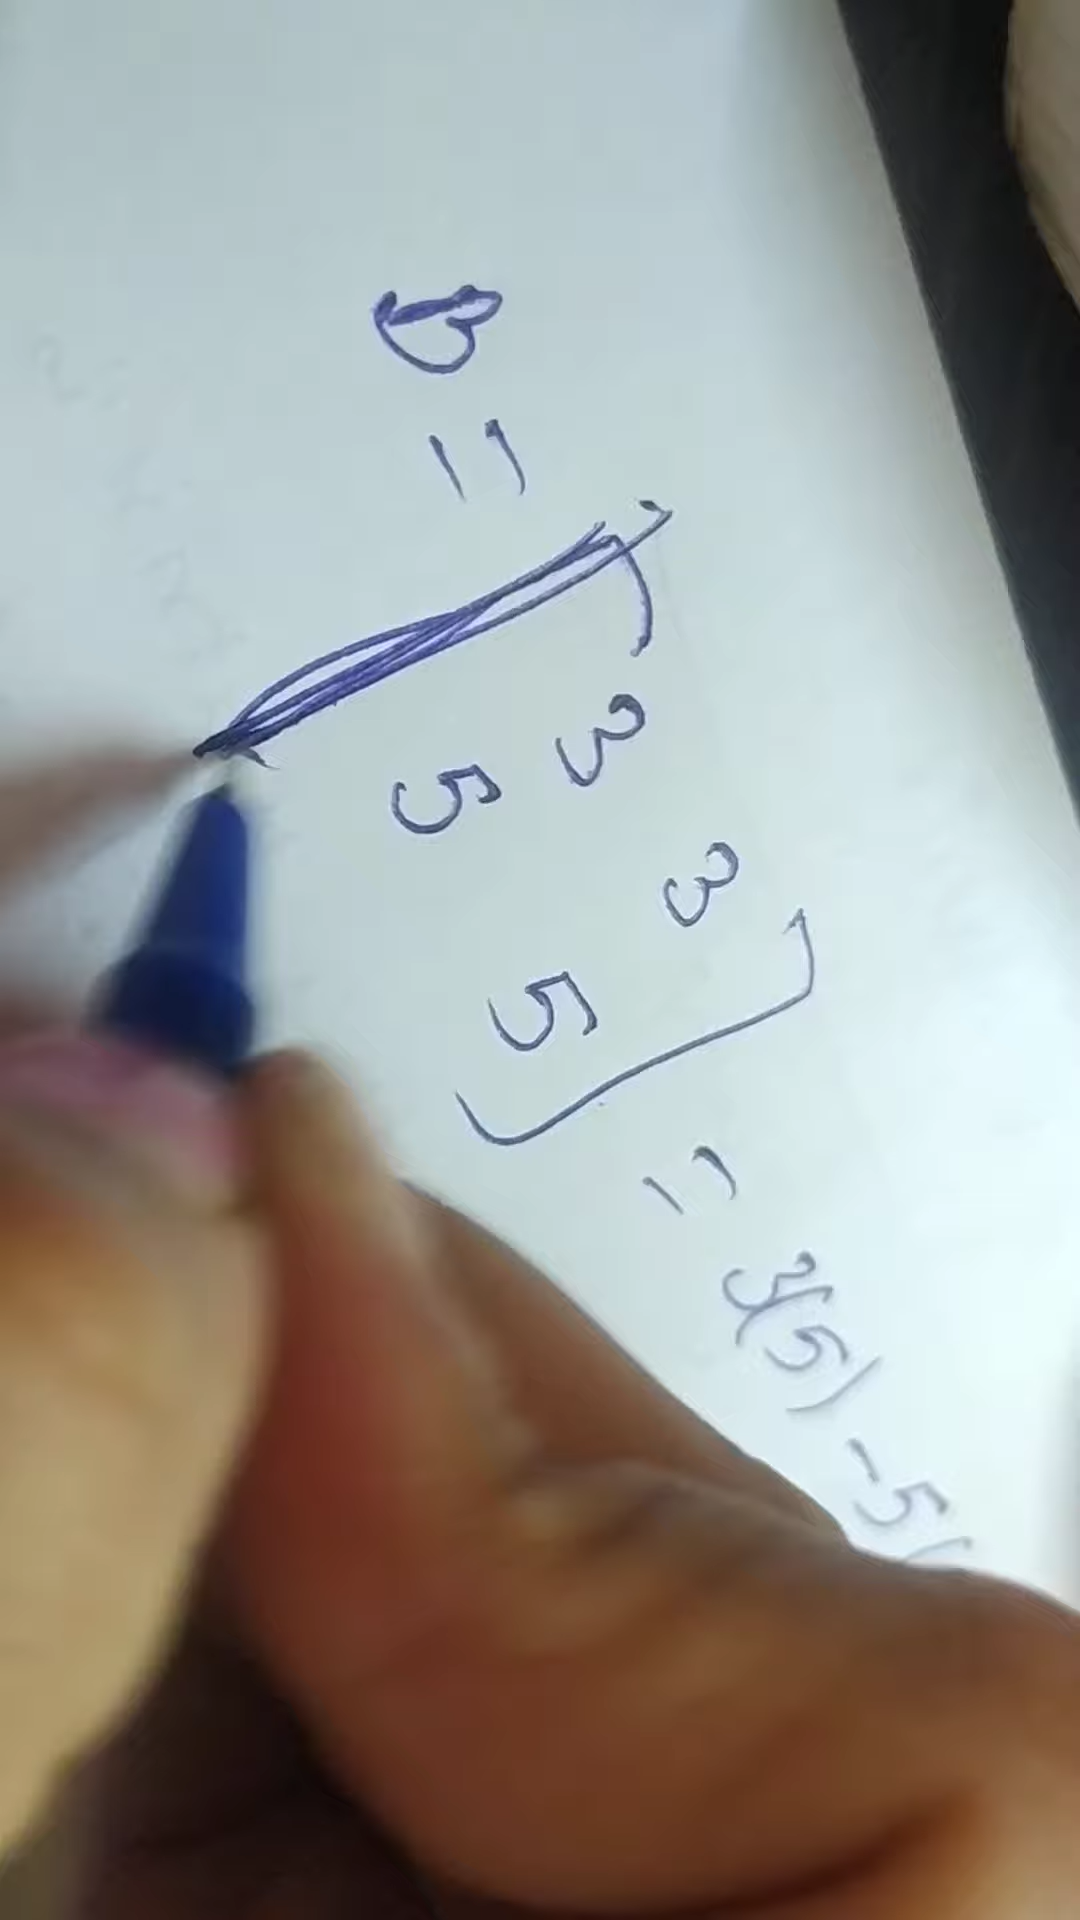 B = [ 3 3 ] = 3(5) - 5(
5 5